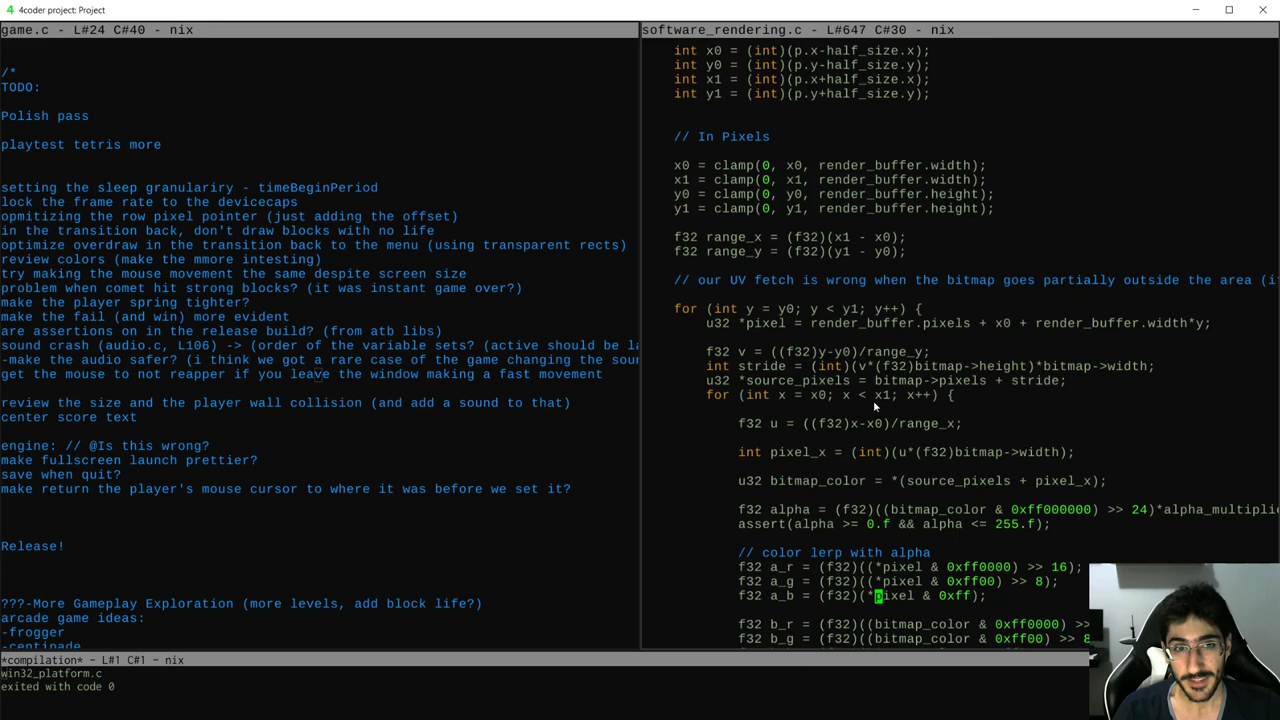 4 4coder project: Project
game.c - L#24 C#40 - nix
/*
TODO:
Polish pass
playtest tetris more
setting the sleep granulariry - timeBeginPeriod
lock the frame rate to the devicecaps
opmitizing the row pixel pointer (just adding the offset)
in the transition back, don't draw blocks with no life
optimize overdraw in the transition back to the menu (using transparent rects)
review colors (make the mmore intesting)
try making the mouse movement the same despite screen size
problem when comet hit strong blocks? (it was instant game over?)
make the player spring tighter?
make the fail (and win) more evident
are assertions on in the release build? (from atb libs)
sound crash (audio.c, L106) -> (order of the variable sets? (active should be la
-make the audio safer? (i think we got a rare case of the game changing the sou
get the mouse to not reapper if you leave the window making a fast movement
review the size and the player wall collision (and add a sound to that)
center score text
engine: // @Is this wrong?
make fullscreen launch prettier?
save when quit?
make return the player's mouse cursor to where it was before we set it?
Release!
???-More Gameplay Exploration (more levels, add block life?)
arcade game ideas:
-frogger
-centipade
software_rendering.c - L#647 C#30 - nix
int x0 = (int)(p.x-half_size.x);
int y0 = (int)(p.y-half_size.y);
int x1 = (int)(p.x+half_size.x);
int y1 = (int)(p.y+half_size.y);
// In Pixels
x0 = clamp(0, x0, render_buffer.width);
x1 = clamp(0, x1, render_buffer.width);
y0 = clamp(0, y0, render_buffer.height);
y1 = clamp(0, y1, render_buffer.height);
f32 range_x = (f32)(x1 - x0);
f32 range_y = (f32)(y1 - y0);
// our UV fetch is wrong when the bitmap goes partially outside the area (i
for (int y = y0; y < y1; y++) {
u32 *pixel = render_buffer.pixels + x0 + render_buffer.width*y;
f32 v = ((f32)y-y0)/range_y;
int stride = (int)(v*(f32)bitmap->height)*bitmap->width;
u32 *source_pixels = bitmap->pixels + stride;
for (int x = x0; x < x1; x++) {
f32 u = ((f32)x-x0)/range_x;
int pixel_x = (int)(u*(f32)bitmap->width);
u32 bitmap_color = *(source_pixels + pixel_x);
f32 alpha = (f32)((bitmap_color & 0xff000000) >> 24)*alpha_multiplie
assert(alpha >= 0.f && alpha <= 255.f);
// color lerp with alpha
f32 a_r = (f32)((*pixel & 0xff0000) >> 16);
f32 a_g = (f32)((*pixel & 0xff00) >> 8);
f32 a_b = (f32)(*pixel & 0xff);
f32 b_r = (f32)((bitmap_color & 0xff0000) >>
f32 b_g = (f32)((bitmap_color & 0xff00) >> 8
*compilation* - L#1 C#1 - nix
win32_platform.c
exited with code 0